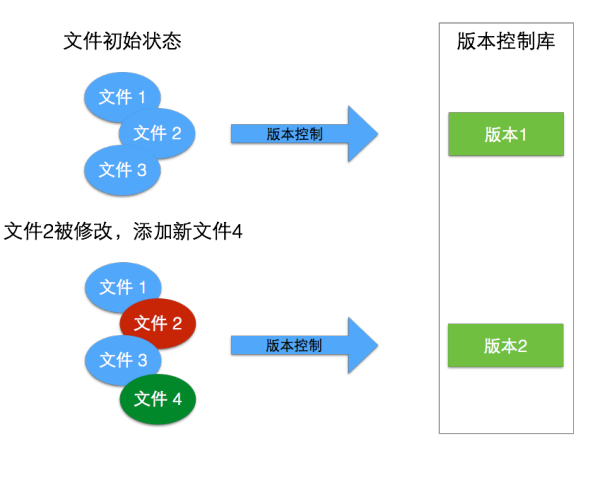 文件初始状态
版本控制库
文件 1
文件 2
文件 3
版本控制
版本1
文件2被修改，添加新文件4
文件 1
文件 2
文件 3
文件 4
版本控制
版本2